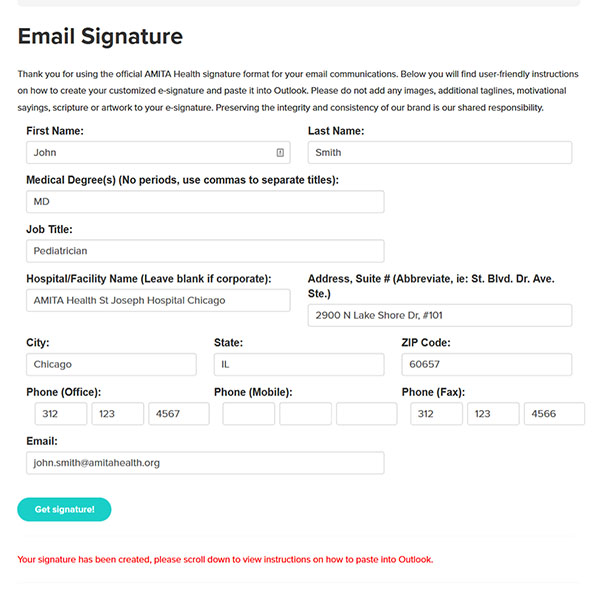 Email Signature
Thank you for using the official AMITA Health signature format for your email communications. Below you will find user-friendly instructions
on how to create your customized e-signature and paste it into Outlook. Please do not add any images, additional taglines, motivational
sayings, scripture or artwork to your e-signature. Preserving the integrity and consistency of our brand is our shared responsibility.
First Name: Last Name:
John Smith
Medical Degree(s) (No periods, use commas to separate titles):
MD
Job Title:
Pediatrician
Hospital/Facility Name (Leave blank if corporate):
AMITA Health St Joseph Hospital Chicago
Address, Suite # (Abbreviate, ie: St. Blvd. Dr. Ave.
Ste.)
2900 N Lake Shore Dr, #101
City: State: ZIP Code:
Chicago IL 60657
Phone (Office): Phone (Mobile): Phone (Fax):
312 123 4567 312 123 4566
Email:
john.smith@amitahealth.org
Get signature!
Your signature has been created, please scroll down to view instructions on how to paste into Outlook.